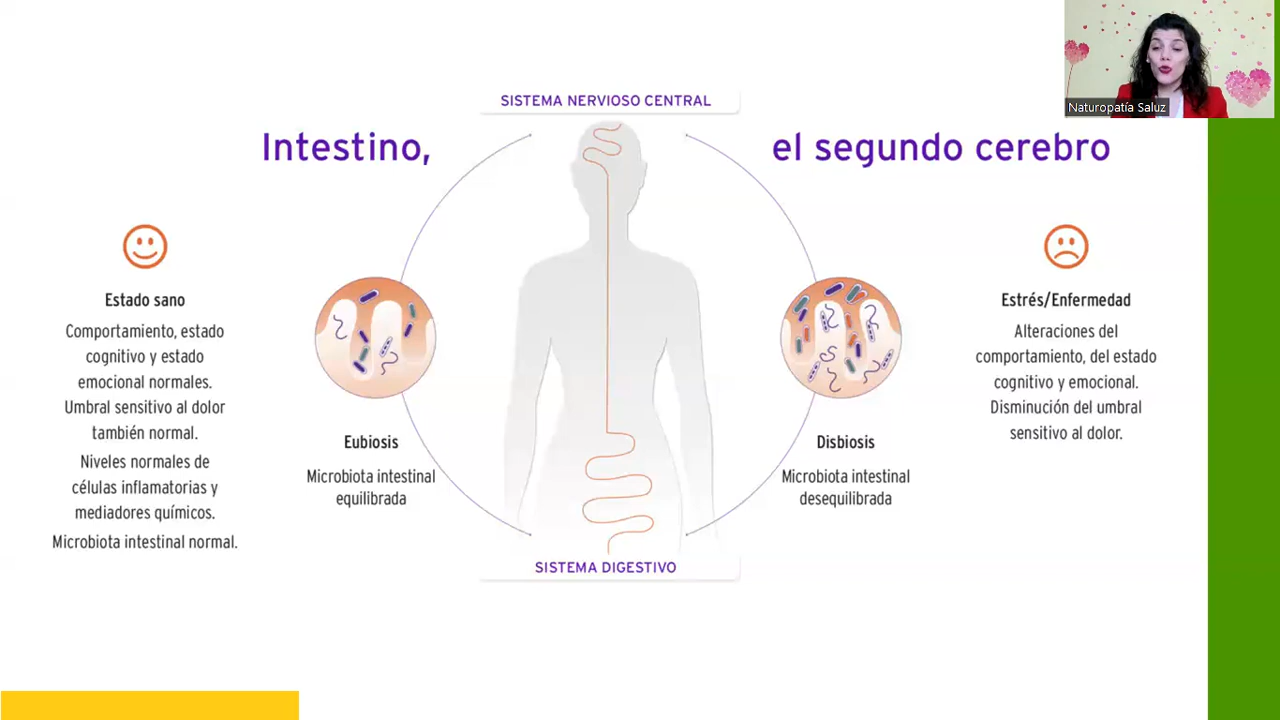 Naturopatía Saluz
SISTEMA NERVIOSO CENTRAL
Intestino,
el segundo cerebro
Estado sano
Comportamiento, estado
cognitivo y estado
emocional normales.
Umbral sensitivo al dolor
también normal.
Niveles normales de
células inflamatorias y
mediadores químicos.
Microbiota intestinal normal.
Eubiosis
Microbiota intestinal
equilibrada
Disbiosis
Microbiota intestinal
desequilibrada
Estrés/Enfermedad
Alteraciones del
comportamiento, del estado
cognitivo y emocional.
Disminución del umbral
sensitivo al dolor.
SISTEMA DIGESTIVO